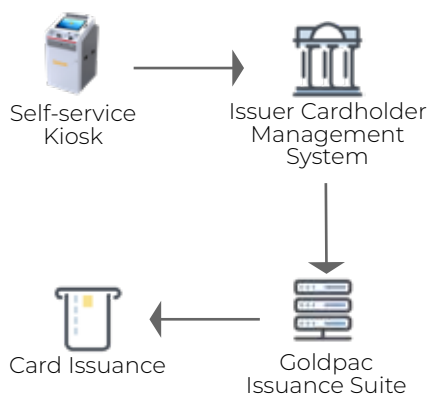 Self-service
Kiosk
Issuer Cardholder
Management
System
Card Issuance
Goldpac
Issuance Suite